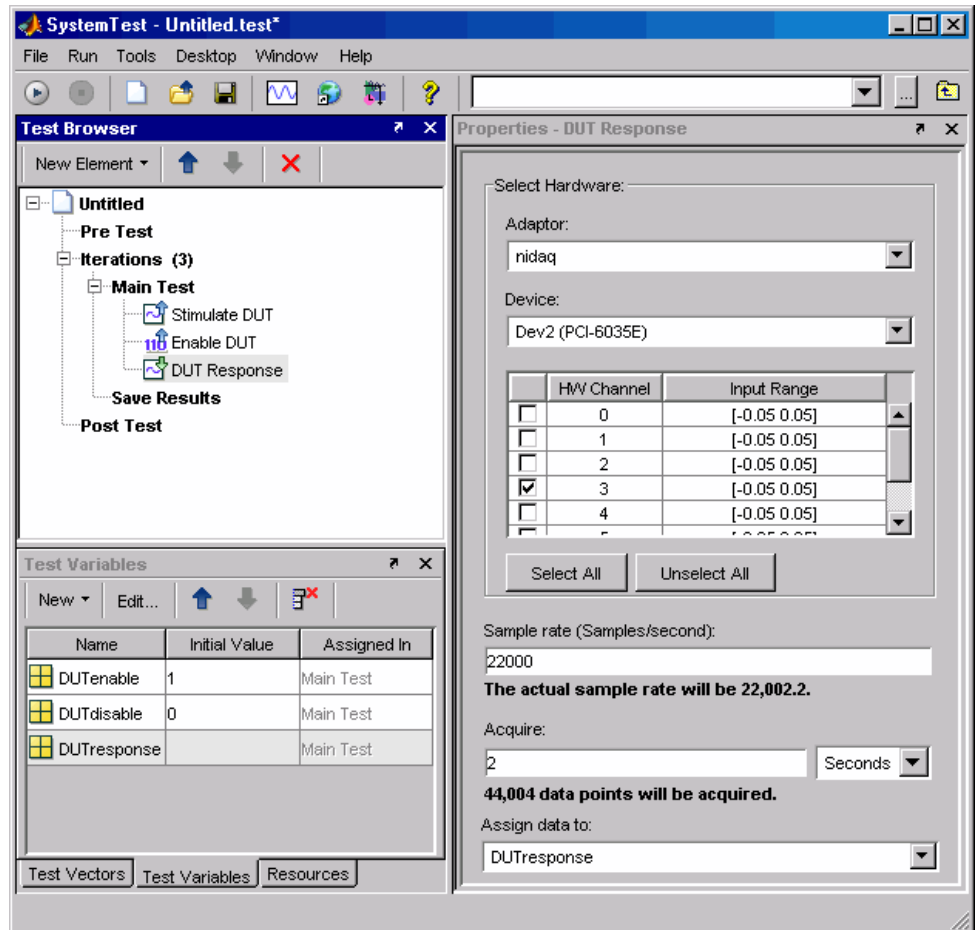 SystemTest - Untitled.test*
File Run Tools Desktop Window Help
...
Test Browser
New Element
Untitled
Pre Test
Iterations (3)
Main Test
Stimulate DUT
Enable DUT
DUT Response
Save Results
Post Test
Test Variables
New Edit...
Name Initial Value Assigned In
DUTenable 1 Main Test
DUTdisable 0 Main Test
DUTresponse Main Test
Test Vectors Test Variables Resources
Properties - DUT Response
Select Hardware:
Adaptor:
nidaq
Device:
Dev2 (PCI-6035E)
HW Channel Input Range
0 [-0.05 0.05]
1 [-0.05 0.05]
2 [-0.05 0.05]
3 [-0.05 0.05]
4 [-0.05 0.05]
Select All Unselect All
Sample rate (Samples/second):
22000
The actual sample rate will be 22,002.2.
Acquire:
2 Seconds
44,004 data points will be acquired.
Assign data to:
DUTresponse